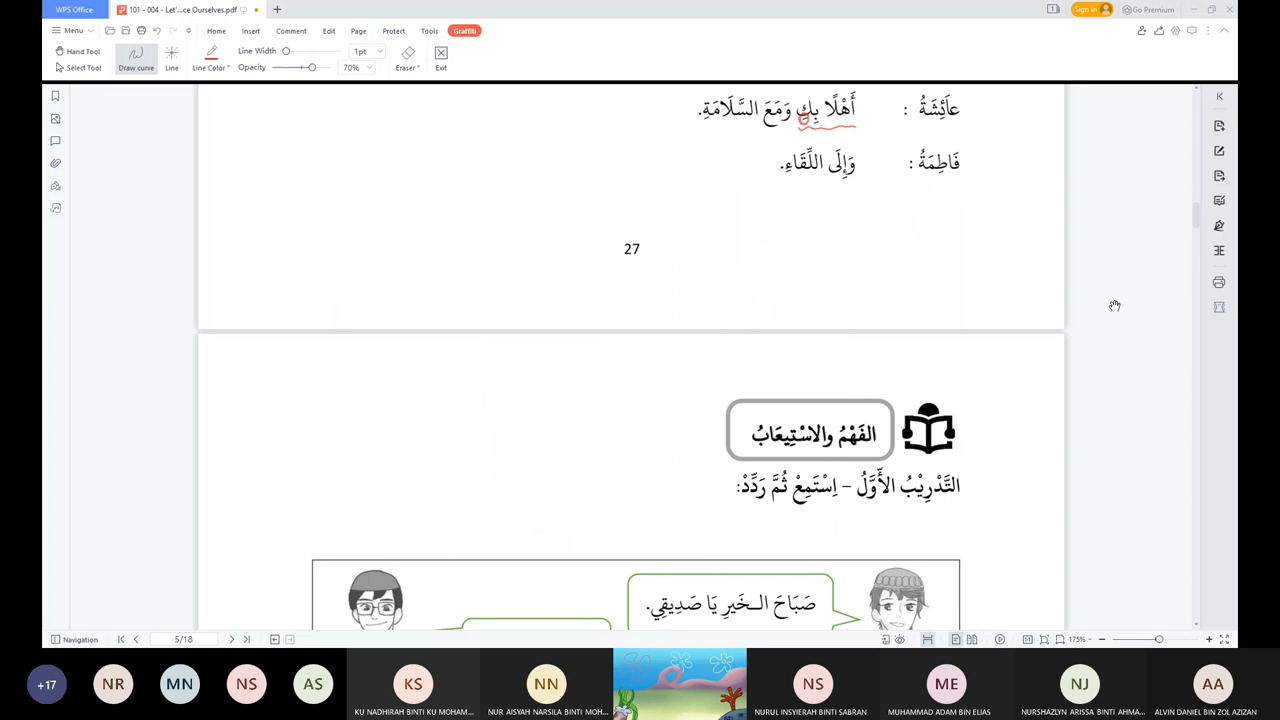 WPS Office
101 - 004 - Let'...ce Ourselves.pdf
Sign in
Go Premium
Menu
Home
Insert
Comment
Edit
Page
Protect
Tools
Graffiti
Hand Tool
Select Tool
Draw curve
Line
Line Color
Line Width
1pt
Opacity
70%
Eraser
Exit
عاَئِشَةُ : أَهْلًا بِكِ وَمَعَ السَّلَامَةِ.
فَاطِمَةُ : وَإِلَى اللِّقَاءِ.
27
الفَهْمُ والاسْتِيعَابُ
التَّدْرِيْبُ الأَوَّلُ – اِسْتَمِعْ ثُمَّ رَدِّدْ:
صَبَاحَ الـخَيرِ يَا صَدِيقِي.
Navigation
5/18
175%
+17
NR
MN
NS
AS
KS
KU NADHIRAH BINTI KU MOHAM...
NN
NUR AISYAH NARSILA BINTI MOH...
NS
NURUL INSYIERAH BINTI SABRAN
ME
MUHAMMAD ADAM BIN ELIAS
NJ
NURSHAZLYN ARISSA BINTI AHMA...
AA
ALVIN DANIEL BIN ZOL AZIZAN